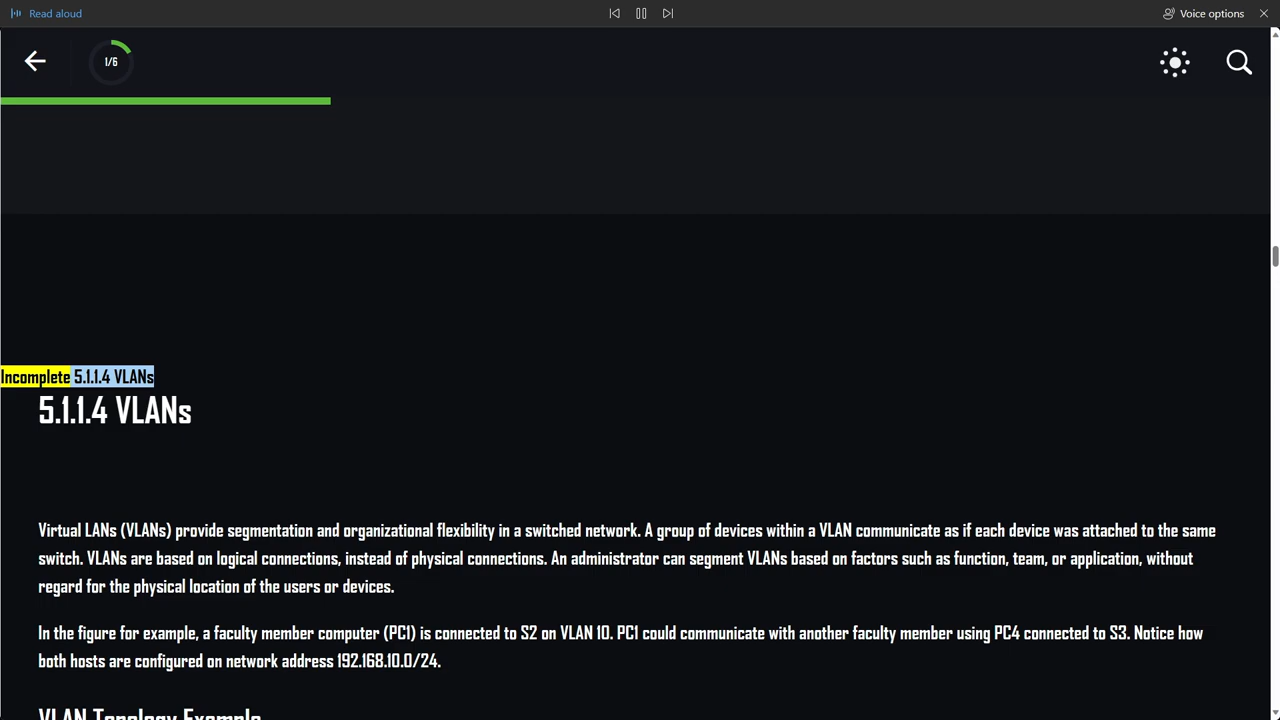 Read aloud
Voice options
1/6
Incomplete 5.1.1.4 VLANs
5.1.1.4 VLANs
Virtual LANs (VLANs) provide segmentation and organizational flexibility in a switched network. A group of devices within a VLAN communicate as if each device was attached to the same
switch. VLANs are based on logical connections, instead of physical connections. An administrator can segment VLANs based on factors such as function, team, or application, without
regard for the physical location of the users or devices.
In the figure for example, a faculty member computer (PC1) is connected to S2 on VLAN 10. PC1 could communicate with another faculty member using PC4 connected to S3. Notice how
both hosts are configured on network address 192.168.10.0/24.
VLAN Topology Example